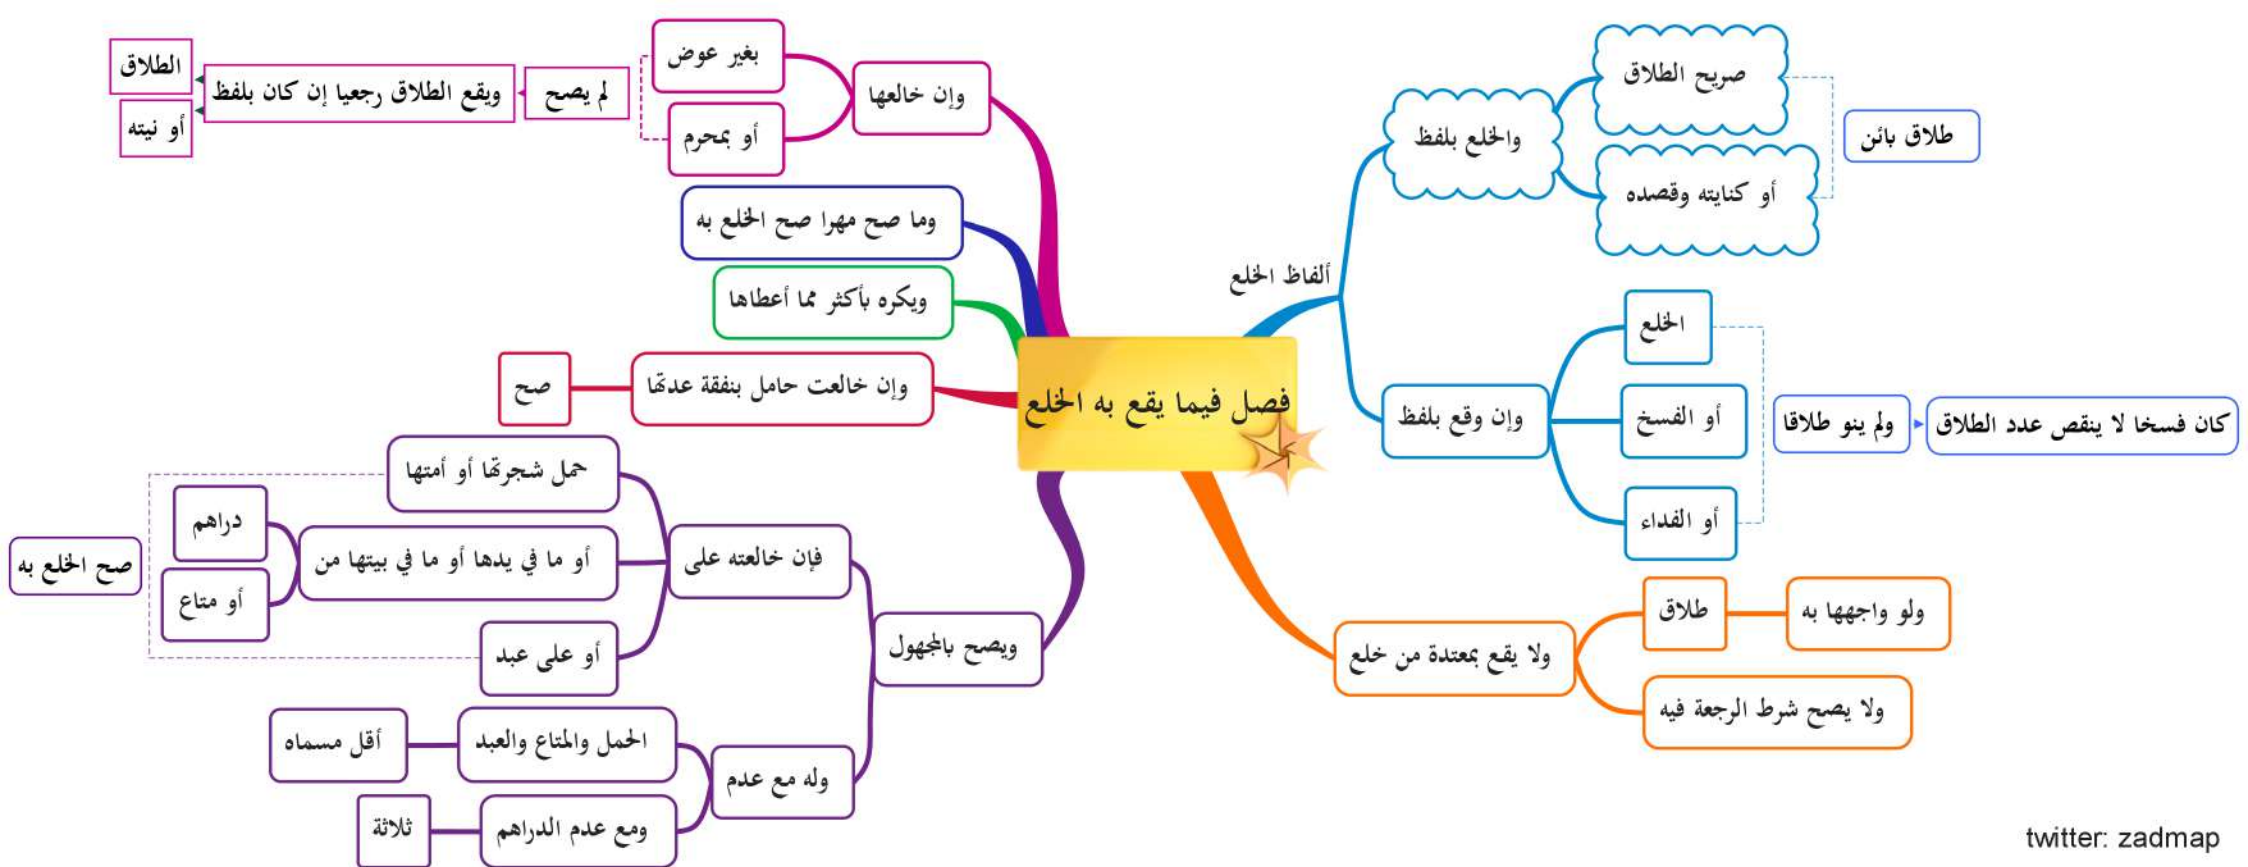 فصل فيما يقع به الخلع
ألفاظ الخلع
والخلع بلفظ
صريح الطلاق
أو كنايته وقصده
طلاق بائن
وإن وقع بلفظ
الخلع
أو الفسخ
أو الفداء
ولم ينو طلاقا
كان فسخا لا ينقص عدد الطلاق
ولا يقع بمعتدة من خلع
طلاق
ولو واجهها به
ولا يصح شرط الرجعة فيه
وإن خالعها
بغير عوض
أو بمحرم
لم يصح
ويقع الطلاق رجعيا إن كان بلفظ
الطلاق
أو نيته
وما صح مهرا صح الخلع به
ويكره بأكثر مما أعطاها
وإن خالعت حامل بنفقة عدتها
صح
ويصح بالمجهول
فإن خالعته على
حمل شجرتها أو أمتها
أو ما في يدها أو ما في بيتها من
دراهم
أو متاع
أو على عبد
صح الخلع به
وله مع عدم
الحمل والمتاع والعبد
أقل مسماه
ومع عدم الدراهم
ثلاثة
twitter: zadmap